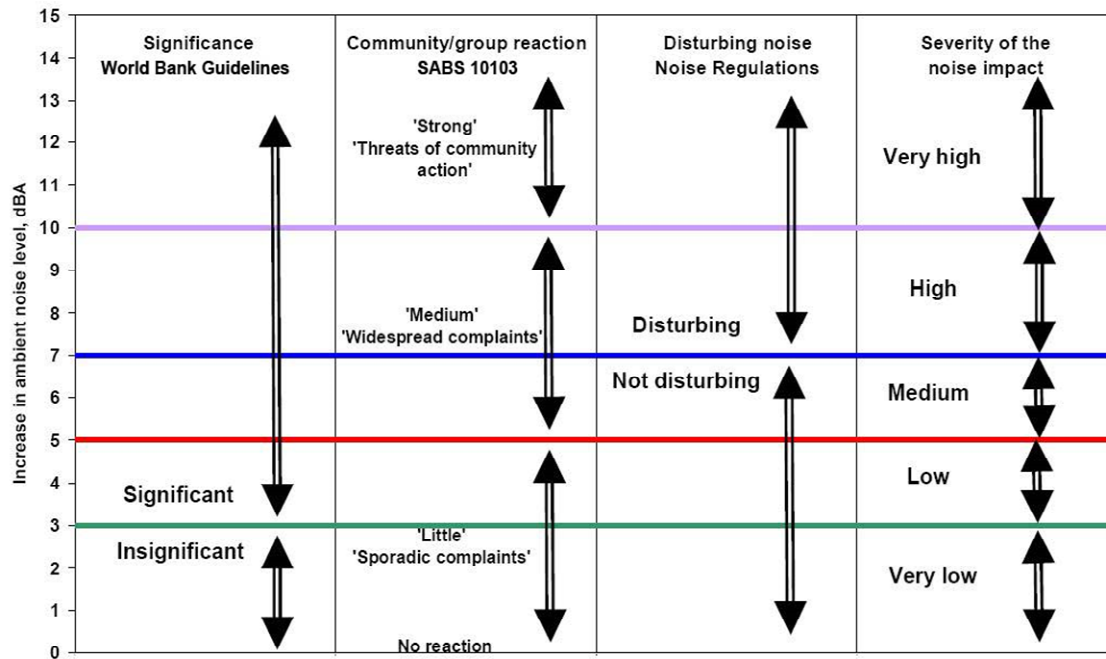 Increase in ambient noise level, dBA
15
14
13
12
11
10
9
8
7
6
5
4
3
2
1
0
Significance
World Bank Guidelines
Significant
Insignificant
Community/group reaction
SABS 10103
'Strong'
'Threats of community
action'
'Medium'
'Widespread complaints'
'Little'
'Sporadic complaints'
No reaction
Disturbing noise
Noise Regulations
Disturbing
Not disturbing
Severity of the
noise impact
Very high
High
Medium
Low
Very low